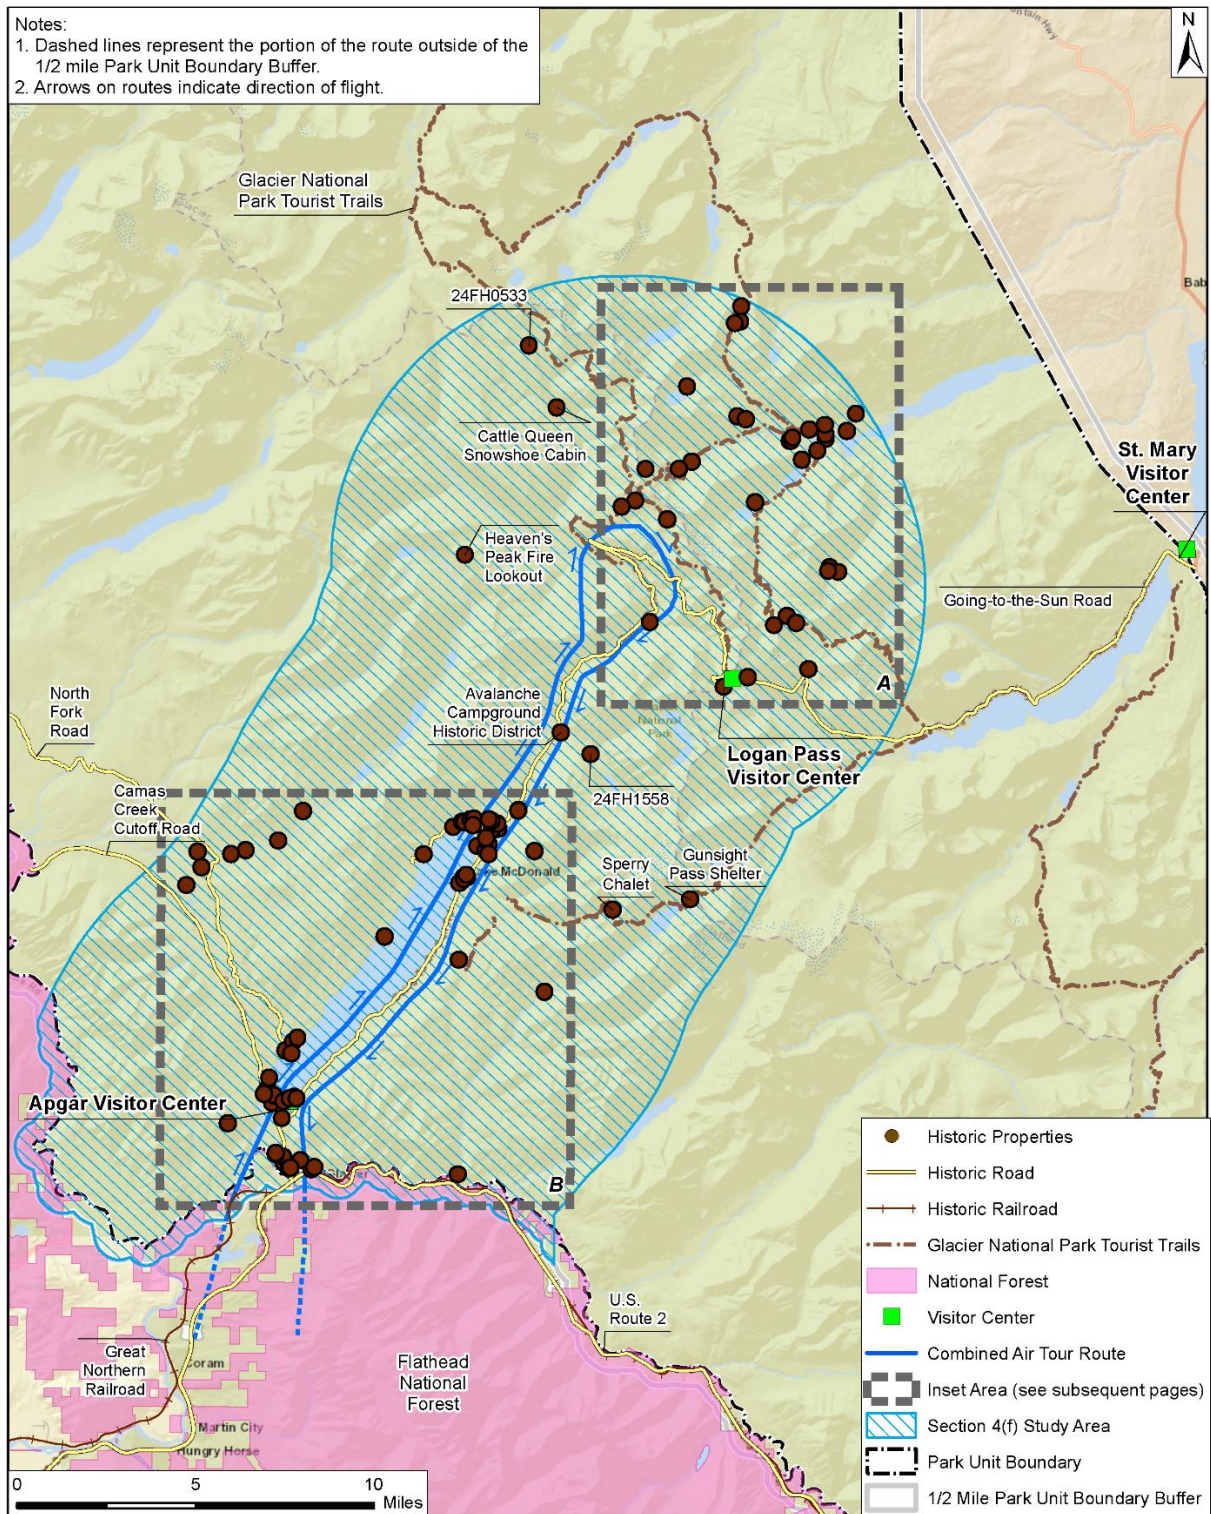 Notes:
1. Dashed lines represent the portion of the route outside of the
1/2 mile Park Unit Boundary Buffer.
2. Arrows on routes indicate direction of flight.
N
Glacier National
Park Tourist Trails
24FH0533
Bab
Cattle Queen
Snowshoe Cabin
St. Mary
Visitor
Center
Heaven's
Peak Fire
Lookout
Going-to-the-Sun Road
North
Fork
Road
Avalanche
Campground
Historic District
A
National
Park
Logan Pass
Visitor Center
24FH1558
Camas
Creek
Cutoff Road
McDonald
Sperry
Chalet
Gunsight
Pass Shelter
Apgar Visitor Center
B
U.S.
Route 2
Great
Northern
Railroad
Coram
Flathead
National
Forest
Martin City
Hungry Horse
Historic Properties
Historic Road
Historic Railroad
Glacier National Park Tourist Trails
National Forest
Visitor Center
Combined Air Tour Route
Inset Area (see subsequent pages)
Section 4(f) Study Area
Park Unit Boundary
1/2 Mile Park Unit Boundary Buffer
0 5 10
Miles